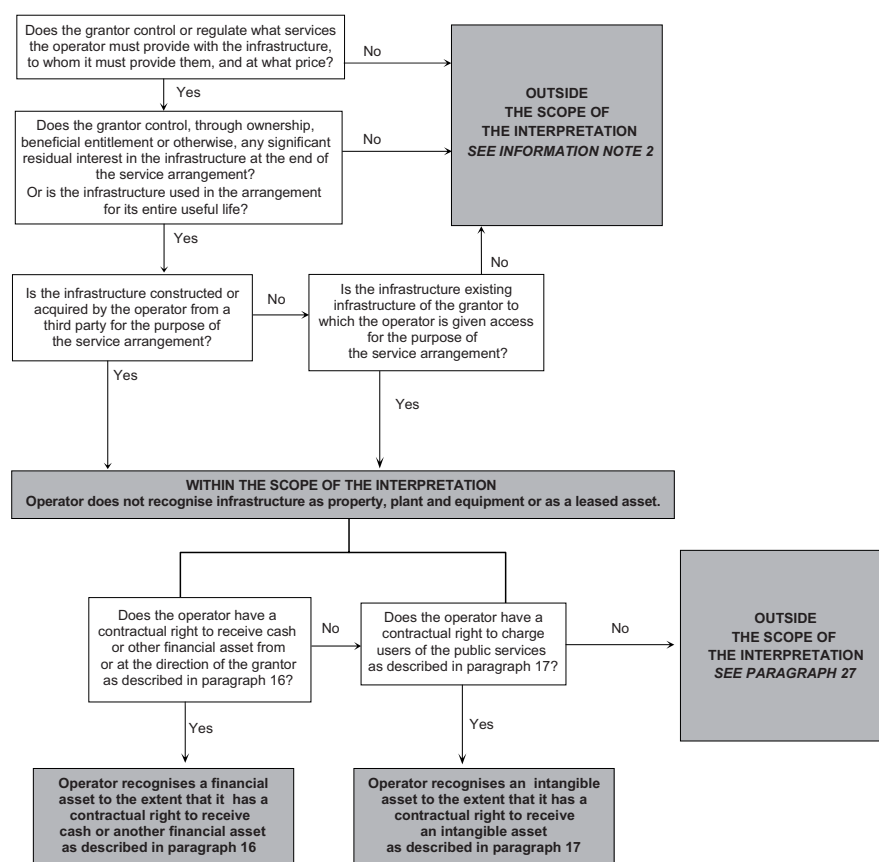 Does the grantor control or regulate what services
the operator must provide with the infrastructure,
to whom it must provide them, and at what price?
No
Yes
OUTSIDE
THE SCOPE OF
THE INTERPRETATION
SEE INFORMATION NOTE 2
Does the grantor control, through ownership,
beneficial entitlement or otherwise, any significant
residual interest in the infrastructure at the end of
the service arrangement?
Or is the infrastructure used in the arrangement
for its entire useful life?
No
Yes
Is the infrastructure constructed or
acquired by the operator from a
third party for the purpose of
the service arrangement?
No
Is the infrastructure existing
infrastructure of the grantor to
which the operator is given access
for the purpose of
the service arrangement?
No
Yes
Yes
WITHIN THE SCOPE OF THE INTERPRETATION
Operator does not recognise infrastructure as property, plant and equipment or as a leased asset.
Does the operator have a
contractual right to receive cash
or other financial asset from
or at the direction of the grantor
as described in paragraph 16?
No
Does the operator have a
contractual right to charge
users of the public services
as described in paragraph 17?
No
OUTSIDE
THE SCOPE OF
THE INTERPRETATION
SEE PARAGRAPH 27
Yes
Yes
Operator recognises a financial
asset to the extent that it has a
contractual right to receive
cash or another financial asset
as described in paragraph 16
Operator recognises an intangible
asset to the extent that it has a
contractual right to receive
an intangible asset
as described in paragraph 17